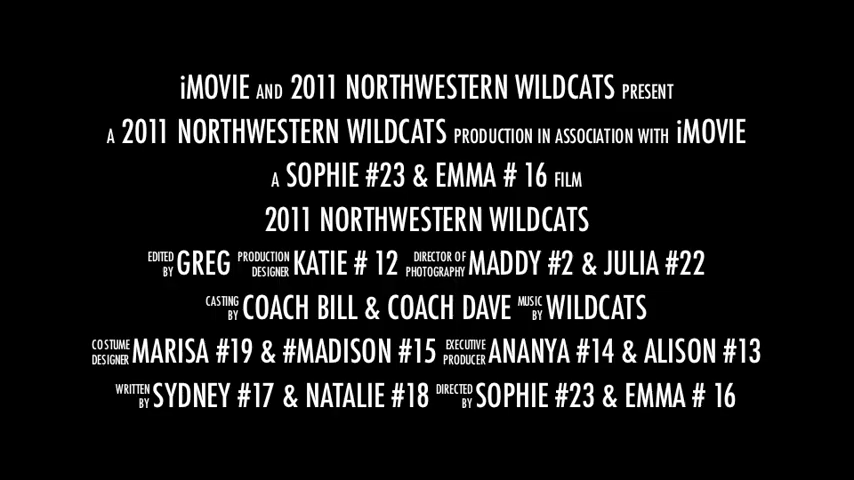 iMOVIE AND 2011 NORTHWESTERN WILDCATS PRESENT
A 2011 NORTHWESTERN WILDCATS PRODUCTION IN ASSOCIATION WITH iMOVIE
A SOPHIE #23 & EMMA # 16 FILM
2011 NORTHWESTERN WILDCATS
EDITED BY GREG PRODUCTION DESIGNER KATIE # 12 DIRECTOR OF PHOTOGRAPHY MADDY #2 & JULIA #22
CASTING BY COACH BILL & COACH DAVE MUSIC BY WILDCATS
COSTUME DESIGNER MARISA #19 & #MADISON #15 EXECUTIVE PRODUCER ANANYA #14 & ALISON #13
WRITTEN BY SYDNEY #17 & NATALIE #18 DIRECTED BY SOPHIE #23 & EMMA # 16